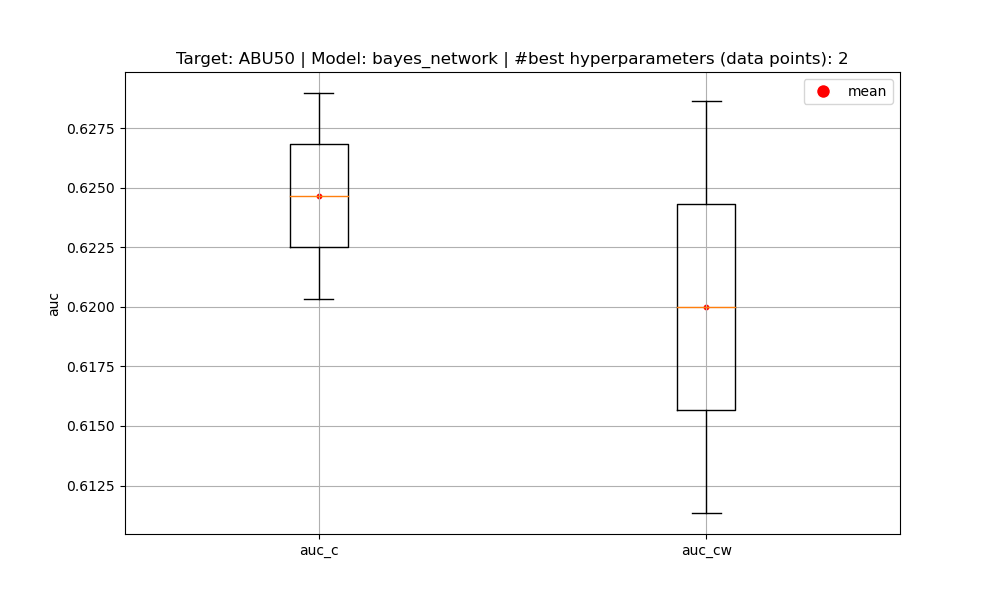 Target: ABU50 | Model: bayes_network | #best hyperparameters (data points): 2
mean
0.6275
0.6250
0.6225
0.6200
0.6175
0.6150
0.6125
auc
auc_c
auc_cw